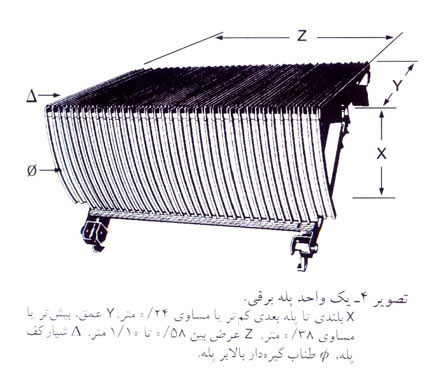 Z
Y
Δ
X
Ø
تصویر ۴ـ یک واحد پله برقی.
X بلندی تا پله بعدی کم‌تر یا مساوی ۰/۲۴ متر. Y عمق، بیش‌تر یا
مساوی ۰/۳۸ متر. Z عرض بین ۰/۵۸ تا ۱/۱۰ متر. Δ شیار کف
پله، ϕ طناب گیره‌دار بالابر پله.